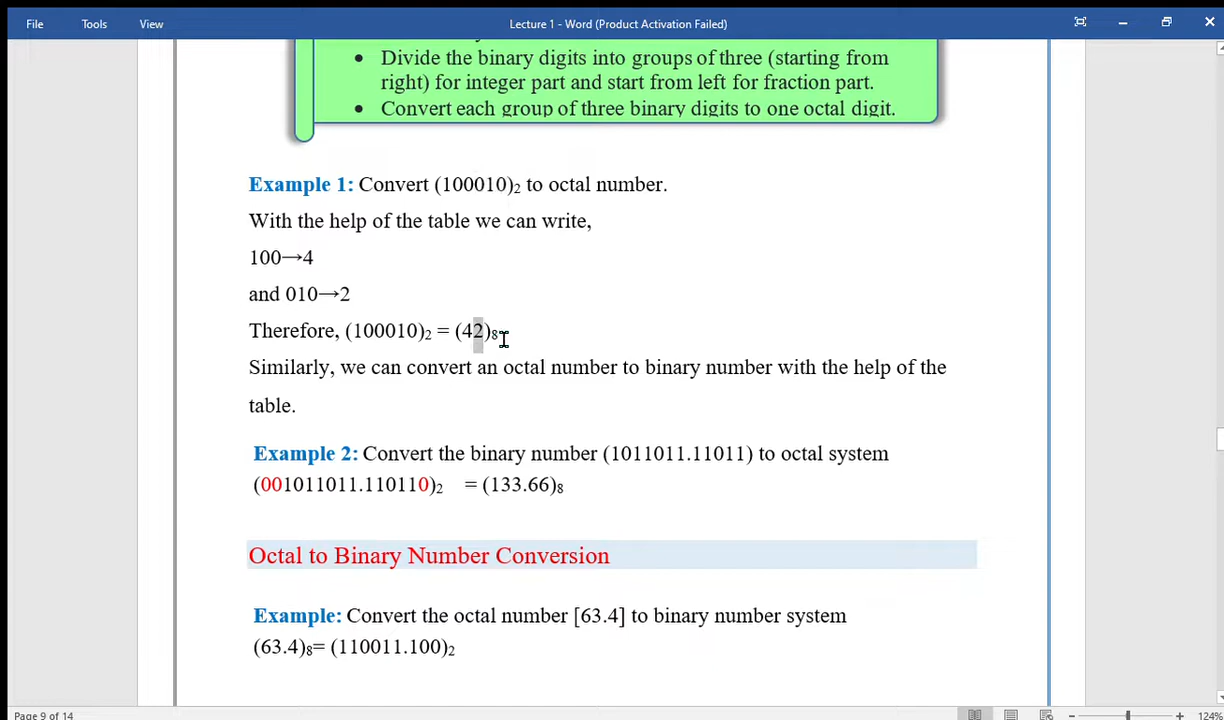 File Tools View Lecture 1 - Word (Product Activation Failed)
• Divide the binary digits into groups of three (starting from
right) for integer part and start from left for fraction part.
• Convert each group of three binary digits to one octal digit.
Example 1: Convert (100010)₂ to octal number.
With the help of the table we can write,
100→4
and 010→2
Therefore, (100010)₂ = (42)₈
Similarly, we can convert an octal number to binary number with the help of the
table.
Example 2: Convert the binary number (1011011.11011) to octal system
(001011011.110110)₂ = (133.66)₈
Octal to Binary Number Conversion
Example: Convert the octal number [63.4] to binary number system
(63.4)₈= (110011.100)₂
Page 9 of 14 124%